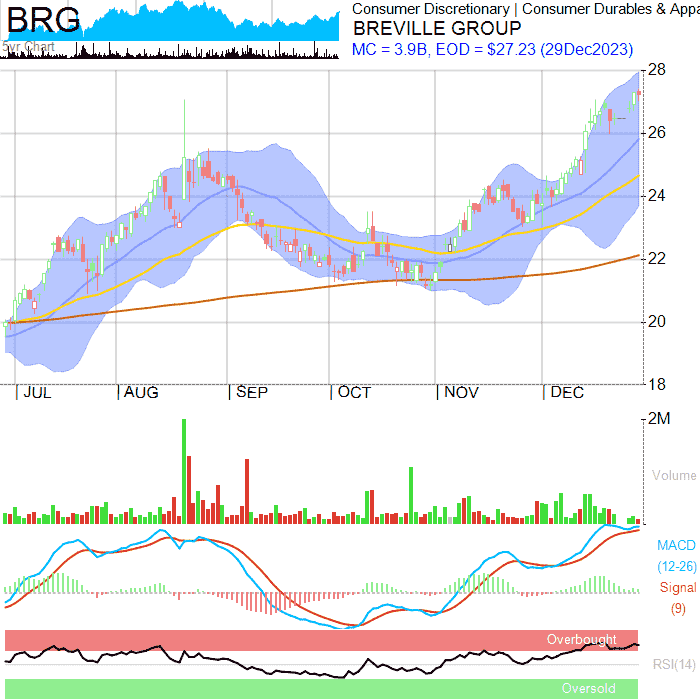 BRG
5yr Chart
Consumer Discretionary | Consumer Durables & Appa
BREVILLE GROUP
MC = 3.9B, EOD = $27.23 (29Dec2023)
28
26
24
22
20
18
JUL AUG SEP OCT NOV DEC
2M
Volume
MACD
(12-26)
Signal
(9)
Overbought
RSI(14)
Oversold